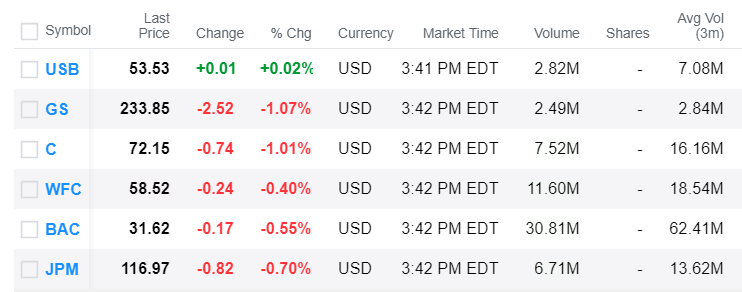 Symbol Last Price Change % Chg Currency Market Time Volume Shares Avg Vol (3m)
USB 53.53 +0.01 +0.02% USD 3:41 PM EDT 2.82M - 7.08M
GS 233.85 -2.52 -1.07% USD 3:42 PM EDT 2.49M - 2.84M
C 72.15 -0.74 -1.01% USD 3:42 PM EDT 7.52M - 16.16M
WFC 58.52 -0.24 -0.40% USD 3:42 PM EDT 11.60M - 18.54M
BAC 31.62 -0.17 -0.55% USD 3:42 PM EDT 30.81M - 62.41M
JPM 116.97 -0.82 -0.70% USD 3:42 PM EDT 6.71M - 13.62M